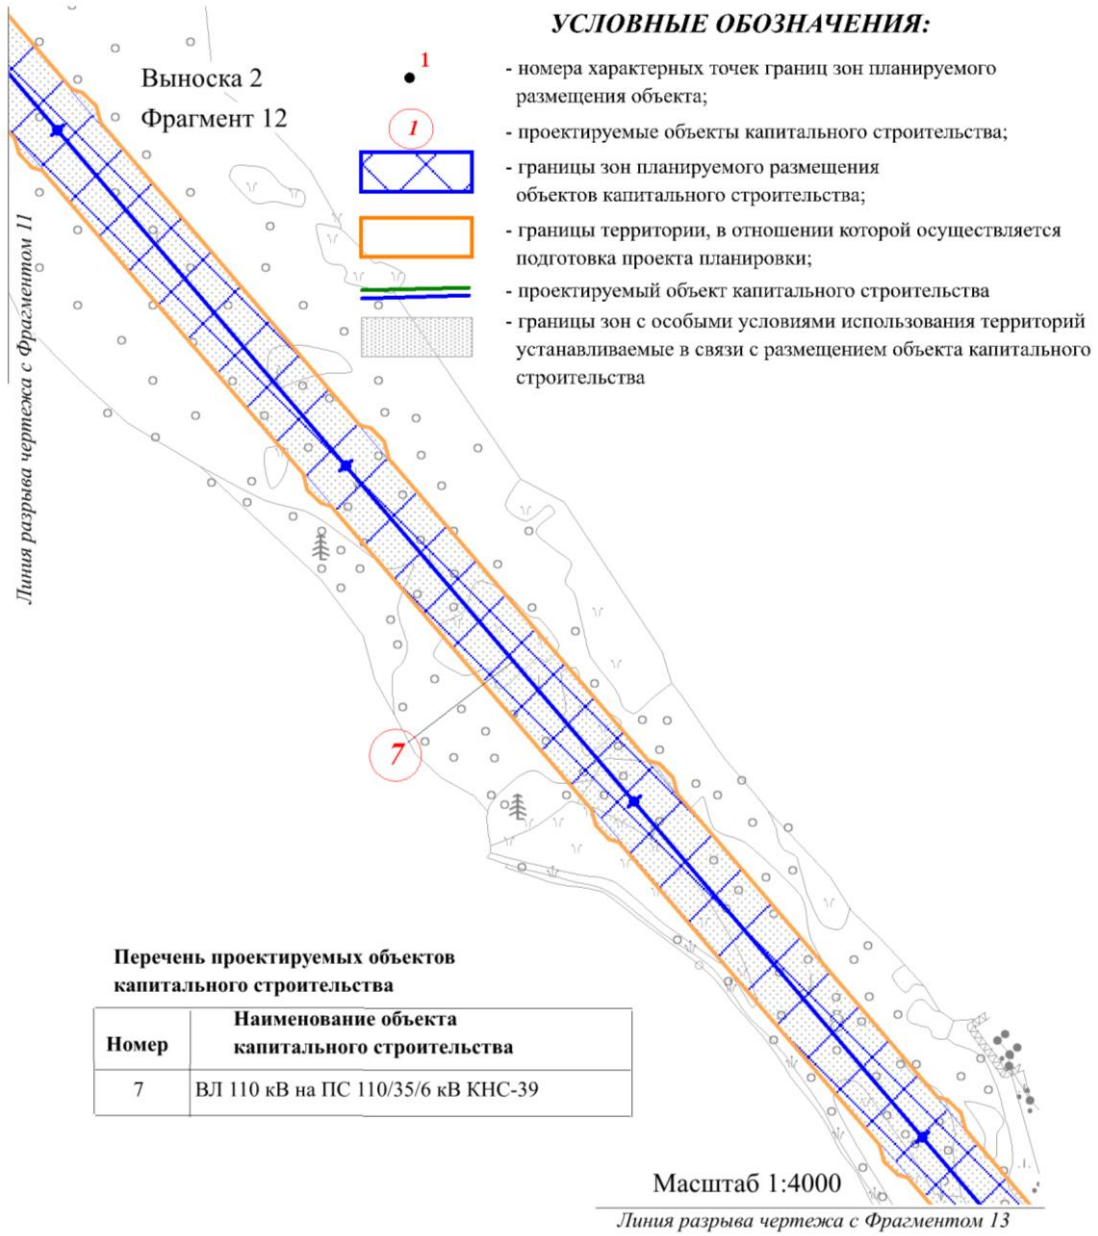 УСЛОВНЫЕ ОБОЗНАЧЕНИЯ:
Выноска 2
Фрагмент 12
1
- номера характерных точек границ зон планируемого
размещения объекта;
1
- проектируемые объекты капитального строительства;
- границы зон планируемого размещения
объектов капитального строительства;
- границы территории, в отношении которой осуществляется
подготовка проекта планировки;
- проектируемый объект капитального строительства
- границы зон с особыми условиями использования территорий
устанавливаемые в связи с размещением объекта капитального
строительства
Линия разрыва чертежа с Фрагментом 11
7
Перечень проектируемых объектов
капитального строительства
Номер
Наименование объекта
капитального строительства
7
ВЛ 110 кВ на ПС 110/35/6 кВ КНС-39
Масштаб 1:4000
Линия разрыва чертежа с Фрагментом 13